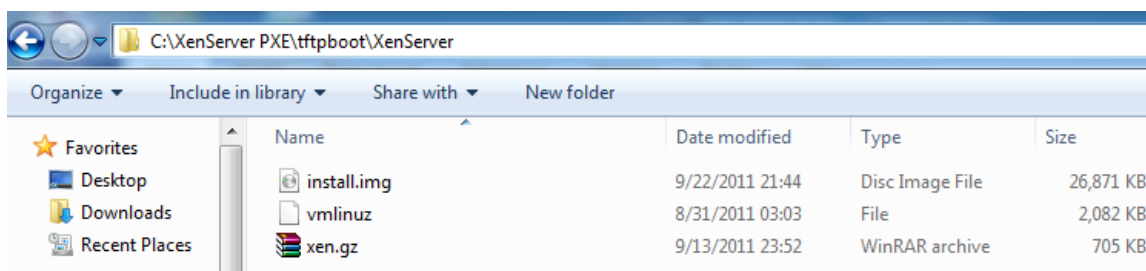 C:\XenServer PXE\tftpboot\XenServer
Organize Include in library Share with New folder
Favorites
Desktop
Downloads
Recent Places
Name Date modified Type Size
install.img 9/22/2011 21:44 Disc Image File 26,871 KB
vmlinuz 8/31/2011 03:03 File 2,082 KB
xen.gz 9/13/2011 23:52 WinRAR archive 705 KB